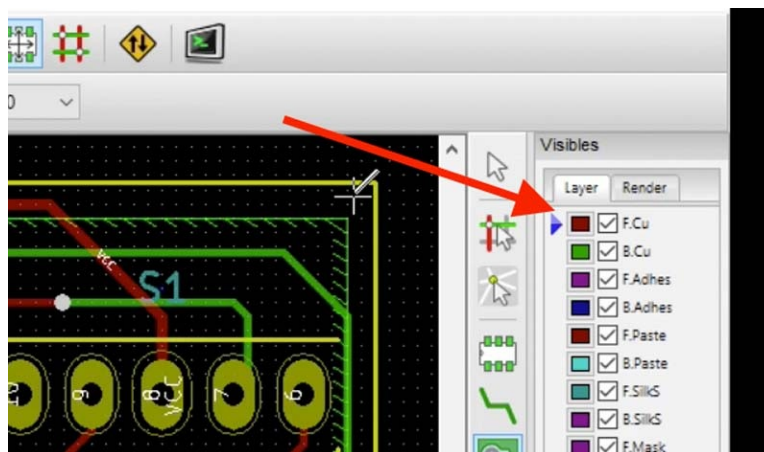 0
Visibles
Layer Render
F.Cu
B.Cu
F.Adhes
B.Adhes
F.Paste
B.Paste
F.SilkS
B.SilkS
F.Mask
VCC
S1
9
8
VCC
7
6